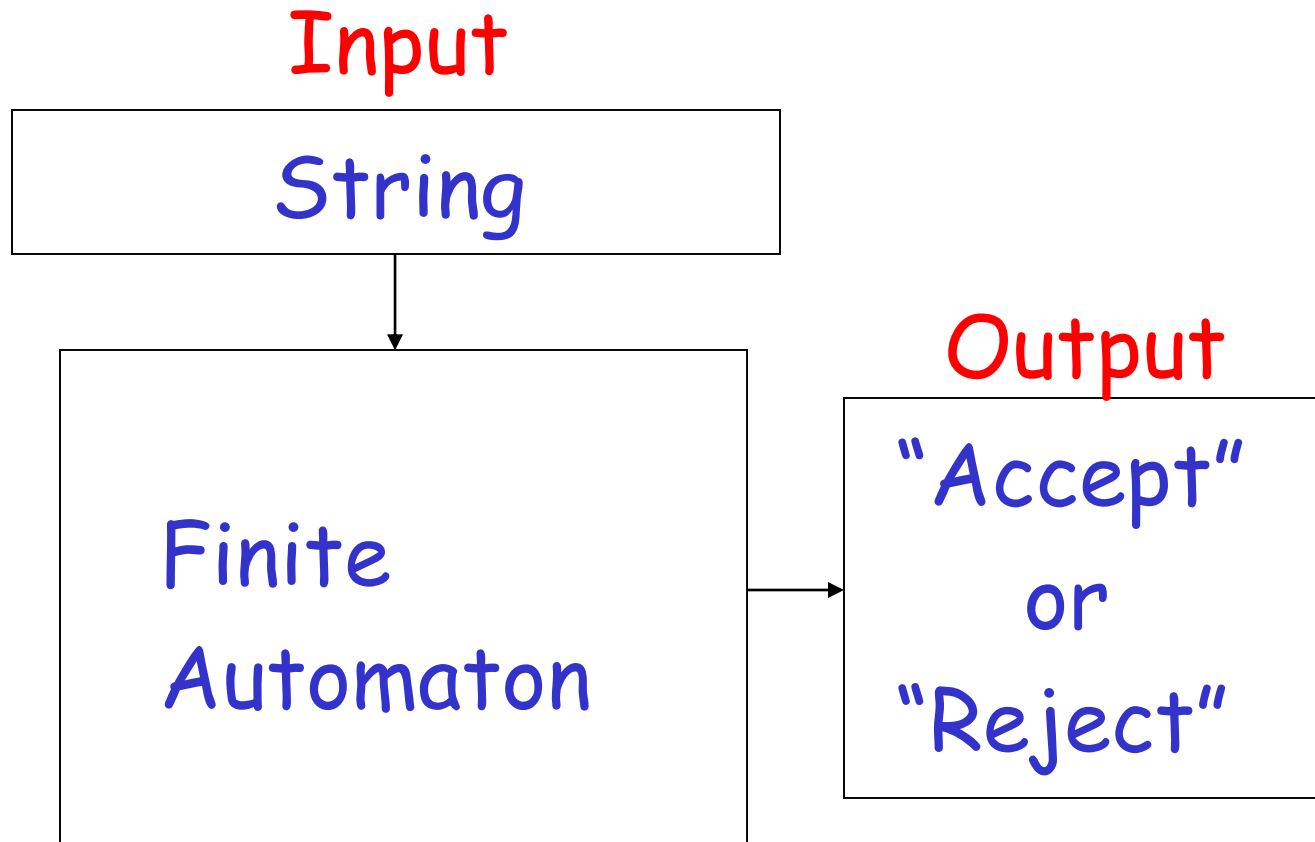 Input
String
Output
“Accept”
or
“Reject”
Finite
Automaton